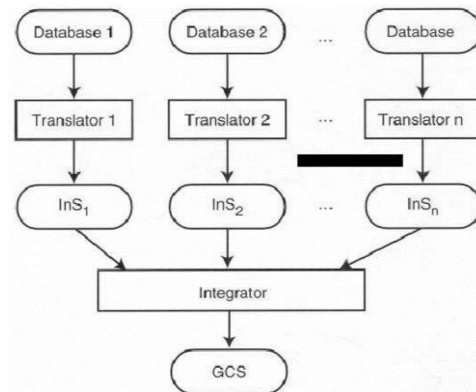 Database 1 Database 2 ... Database
Translator 1 Translator 2 ... Translator n
InS1 InS2 ... InSn
Integrator
GCS